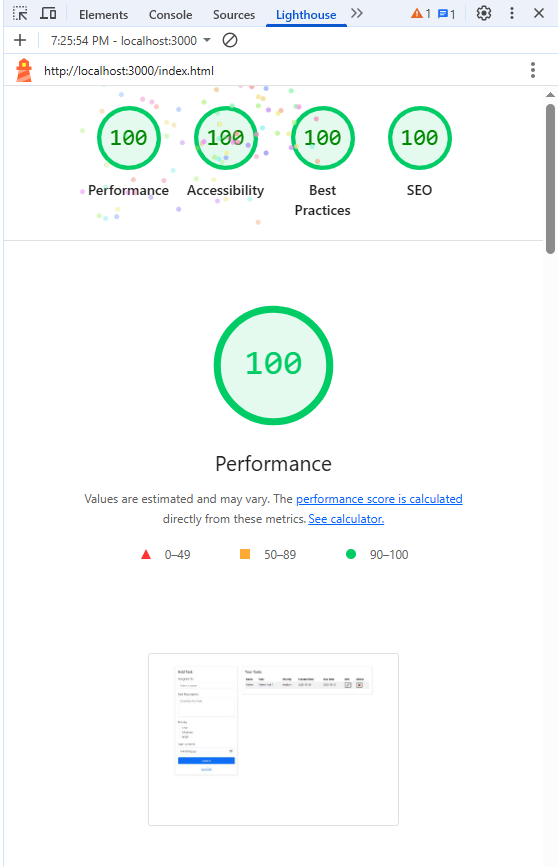 Elements Console Sources Lighthouse 1 1
7:25:54 PM - localhost:3000
http://localhost:3000/index.html
100 100 100 100
Performance Accessibility Best Practices SEO
100
Performance
Values are estimated and may vary. The performance score is calculated
directly from these metrics. See calculator.
0–49 50–89 90–100
Add Task Your Tasks